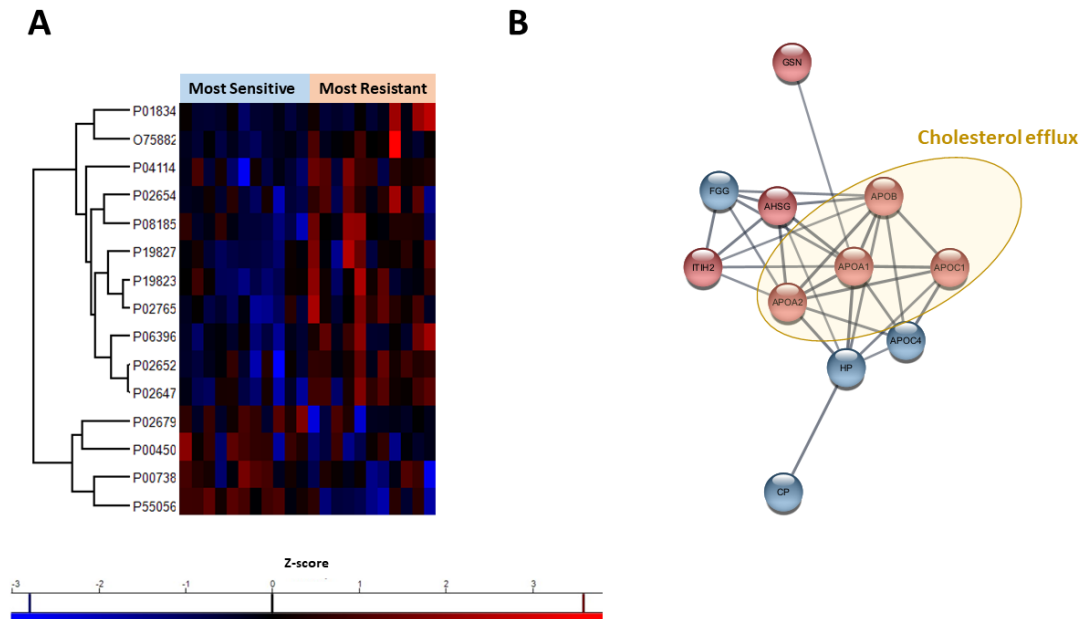 A
B
Most Sensitive
Most Resistant
P01834
O75882
P04114
P02654
P08185
P19827
P19823
P02765
P06396
P02652
P02647
P02679
P00450
P00738
P55056
GSN
Cholesterol efflux
FGG
AHSG
APOB
ITIH2
APOA1
APOC1
APOA2
APOC4
HP
CP
Z-score
-3 -2 -1 0 1 2 3